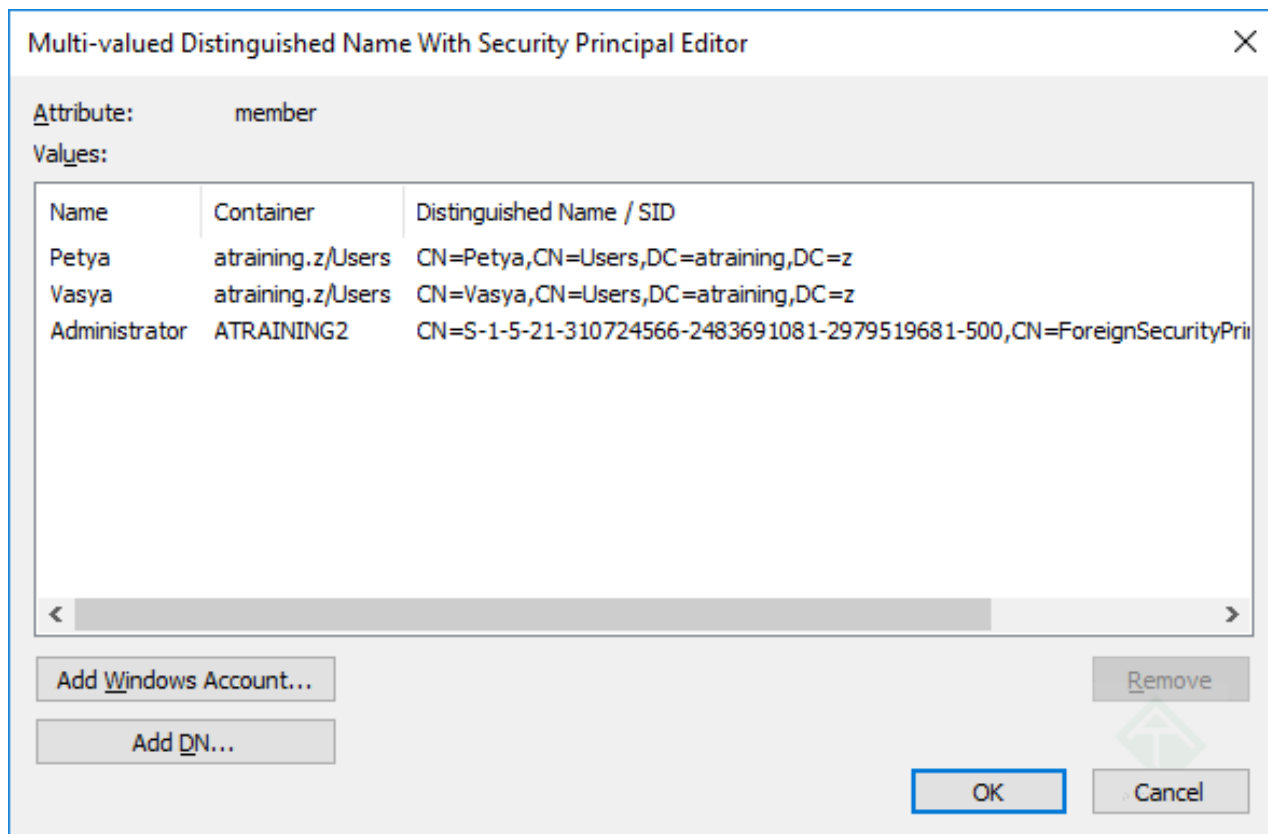 Multi-valued Distinguished Name With Security Principal Editor
Attribute: member
Values:
Name Container Distinguished Name / SID
Petya atraining.z/Users CN=Petya,CN=Users,DC=atraining,DC=z
Vasya atraining.z/Users CN=Vasya,CN=Users,DC=atraining,DC=z
Administrator ATRAINING2 CN=S-1-5-21-310724566-2483691081-2979519681-500,CN=ForeignSecurityPri
Add Windows Account... Remove
Add DN...
OK Cancel